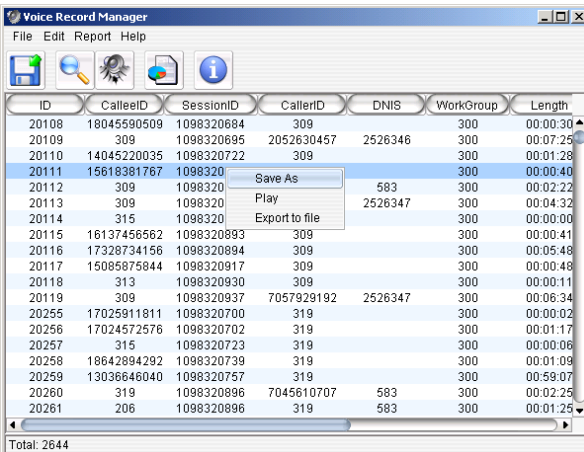 Voice Record Manager
File Edit Report Help
ID CalleeID SessionID CallerID DNIS WorkGroup Length
20108 18045590509 1098320684 309 300 00:00:30
20109 309 1098320695 2052630457 2526346 300 00:07:25
20110 14045220035 1098320722 309 300 00:01:28
20111 15618381767 1098320 300 00:00:40
Save As
20112 309 1098320 583 300 00:02:22
Play
20113 309 1098320 2526347 300 00:04:32
Export to file
20114 315 1098320 300 00:00:00
20115 16137456562 1098320893 309 300 00:00:41
20116 17328734156 1098320894 309 300 00:05:48
20117 15085875844 1098320917 309 300 00:00:48
20118 313 1098320930 309 300 00:00:11
20119 309 1098320937 7057929192 2526347 300 00:06:34
20255 17025911811 1098320700 319 300 00:00:02
20256 17024572576 1098320702 319 300 00:01:17
20257 315 1098320723 319 300 00:00:06
20258 18642894292 1098320739 319 300 00:01:09
20259 13036646040 1098320757 319 300 00:59:07
20260 319 1098320896 7045610707 583 300 00:02:25
20261 206 1098320896 319 583 300 00:01:25
Total: 2644